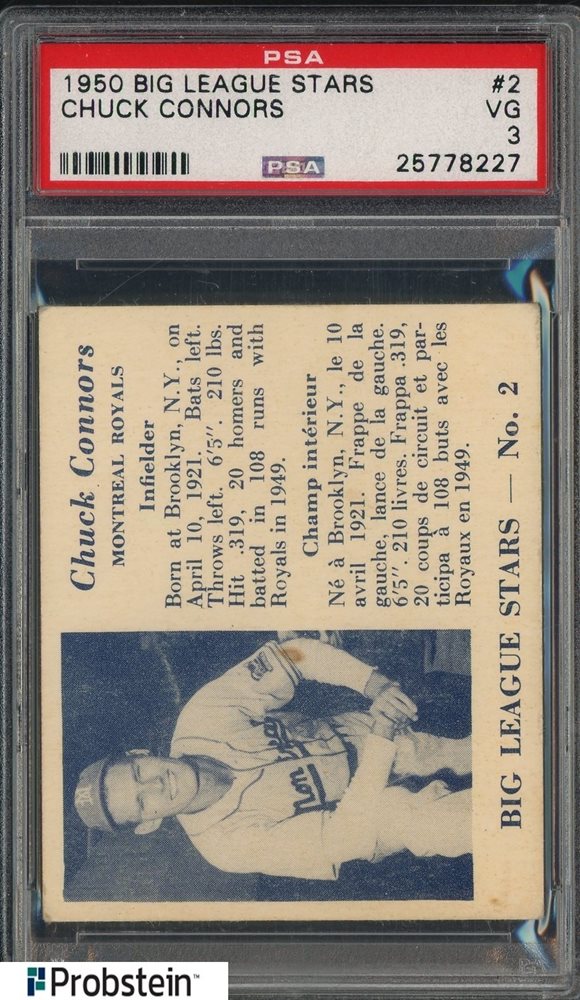 PSA
1950 BIG LEAGUE STARS #2
CHUCK CONNORS VG
3
PSA 25778227
Chuck Connors
MONTREAL ROYALS
Infielder
Born at Brooklyn, N.Y., on
April 10, 1921. Bats left.
Throws left. 6'5". 210 lbs.
Hit .319, 20 homers and
batted in 108 runs with
Royals in 1949.
Champ intérieur
Né à Brooklyn, N.Y., le 10
avril 1921. Frappe de la
gauche, lance de la gauche.
6'5". 210 livres. Frappa .319,
20 coups de circuit et par-
ticipa à 108 buts avec les
Royaux en 1949.
BIG LEAGUE STARS — No. 2
Probstein™